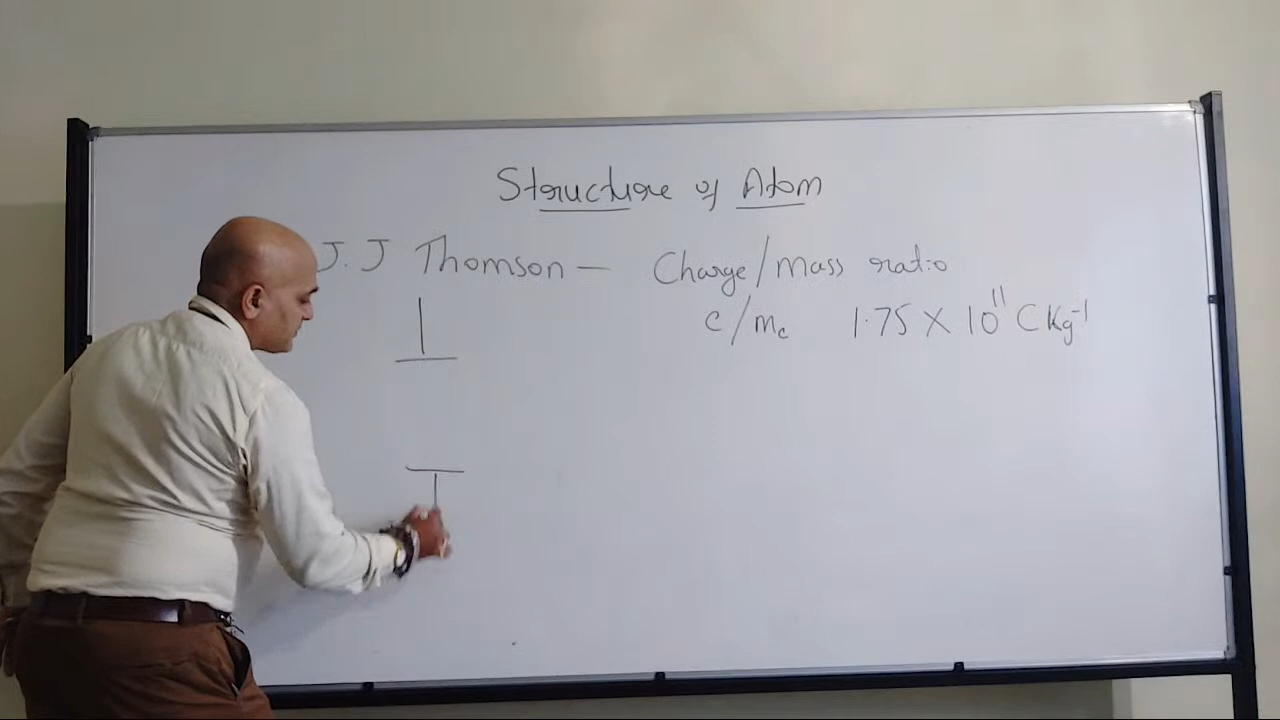 Structure of Atom
J.J Thomson — Charge/mass ratio
e/me 1.75 X 10¹¹ C Kg⁻¹